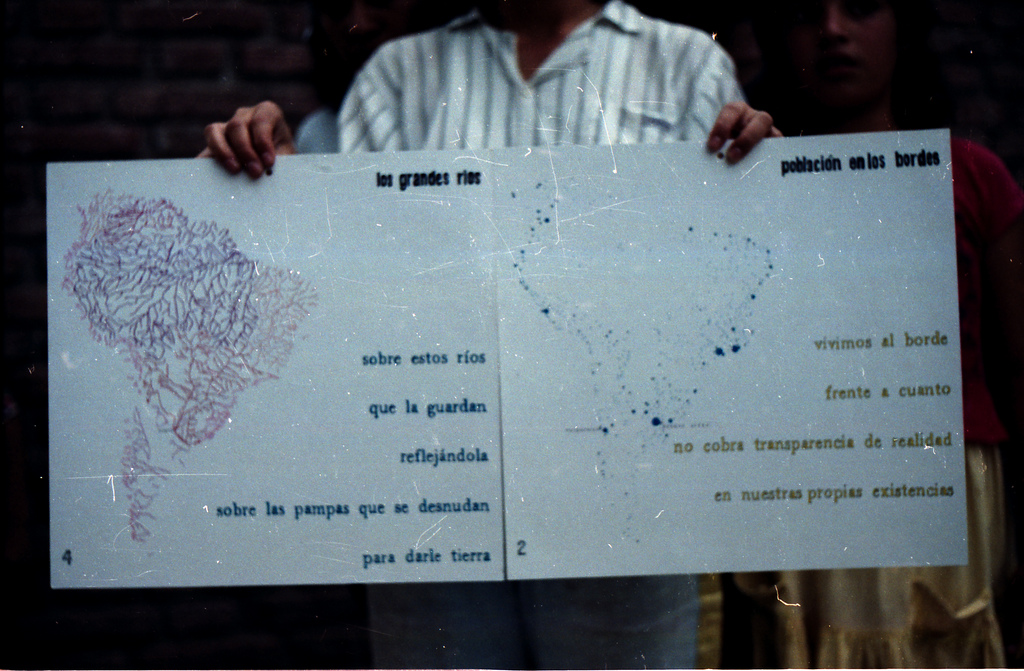 los grandes rios
sobre estos ríos
que la guardan
reflejándola
sobre las pampas que se desnudan
para darle tierra
4
población en los bordes
vivimos al borde
frente a cuanto
no cobra transparencia de realidad
en nuestras propias existencias
2